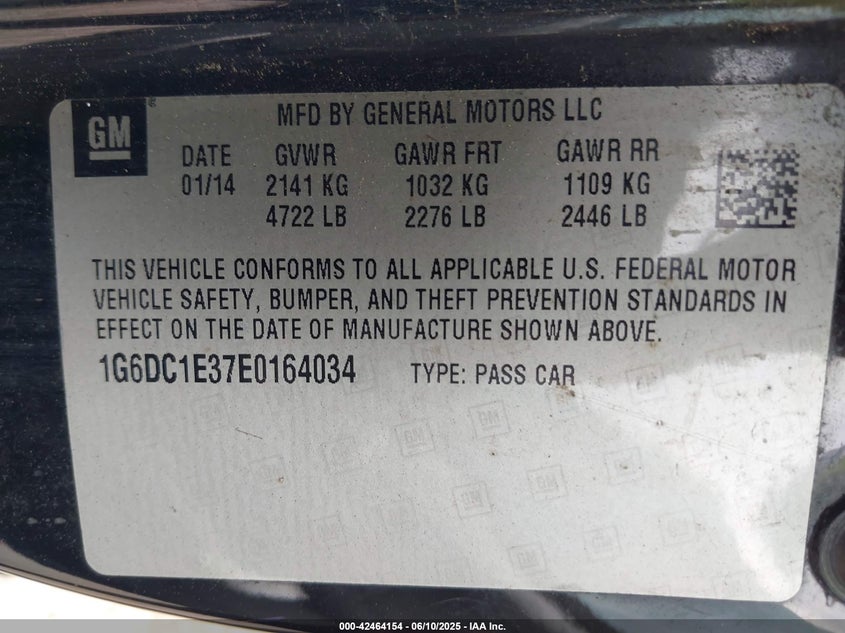 GM
MFD BY GENERAL MOTORS LLC
DATE GVWR GAWR FRT GAWR RR
01/14 2141 KG 1032 KG 1109 KG
4722 LB 2276 LB 2446 LB
THIS VEHICLE CONFORMS TO ALL APPLICABLE U.S. FEDERAL MOTOR
VEHICLE SAFETY, BUMPER, AND THEFT PREVENTION STANDARDS IN
EFFECT ON THE DATE OF MANUFACTURE SHOWN ABOVE.
1G6DC1E37E0164034 TYPE: PASS CAR
000-42464154 - 06/10/2025 - IAA Inc.